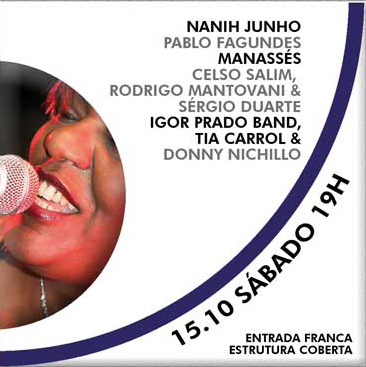 NANIH JUNHO
PABLO FAGUNDES
MANASSÉS
CELSO SALIM,
RODRIGO MANTOVANI &
SÉRGIO DUARTE
IGOR PRADO BAND,
TIA CARROL &
DONNY NICHILLO
15.10 SÁBADO 19H
ENTRADA FRANCA
ESTRUTURA COBERTA